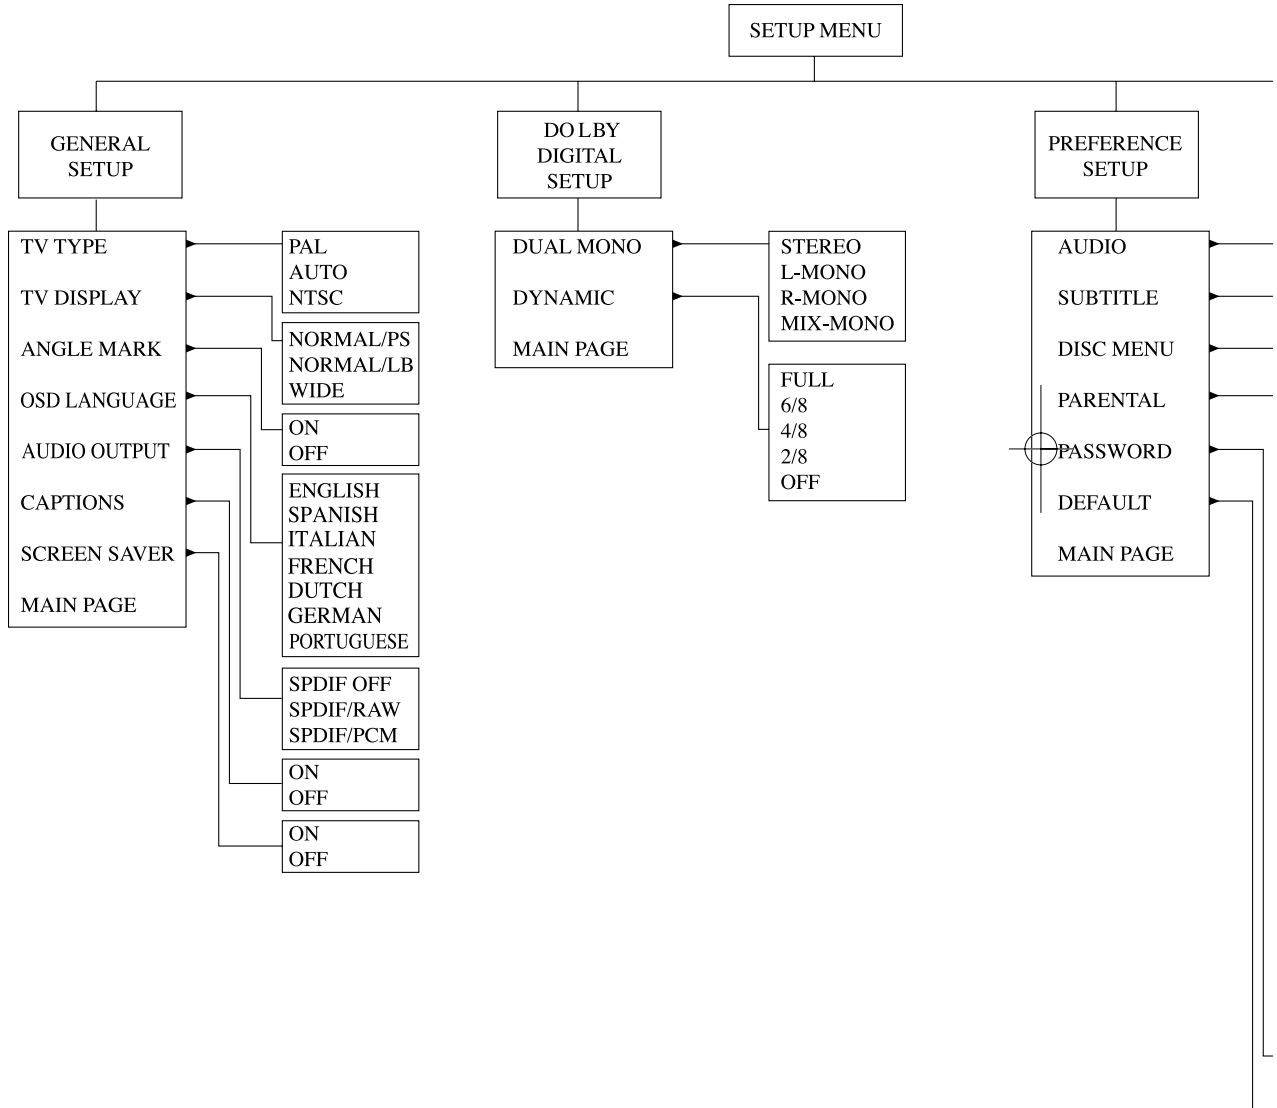 SETUP MENU
GENERAL
SETUP
TV TYPE
TV DISPLAY
ANGLE MARK
OSD LANGUAGE
AUDIO OUTPUT
CAPTIONS
SCREEN SAVER
MAIN PAGE
PAL
AUTO
NTSC
NORMAL/PS
NORMAL/LB
WIDE
ON
OFF
ENGLISH
SPANISH
ITALIAN
FRENCH
DUTCH
GERMAN
PORTUGUESE
SPDIF OFF
SPDIF/RAW
SPDIF/PCM
ON
OFF
ON
OFF
DOLBY
DIGITAL
SETUP
DUAL MONO
DYNAMIC
MAIN PAGE
STEREO
L-MONO
R-MONO
MIX-MONO
FULL
6/8
4/8
2/8
OFF
PREFERENCE
SETUP
AUDIO
SUBTITLE
DISC MENU
PARENTAL
PASSWORD
DEFAULT
MAIN PAGE